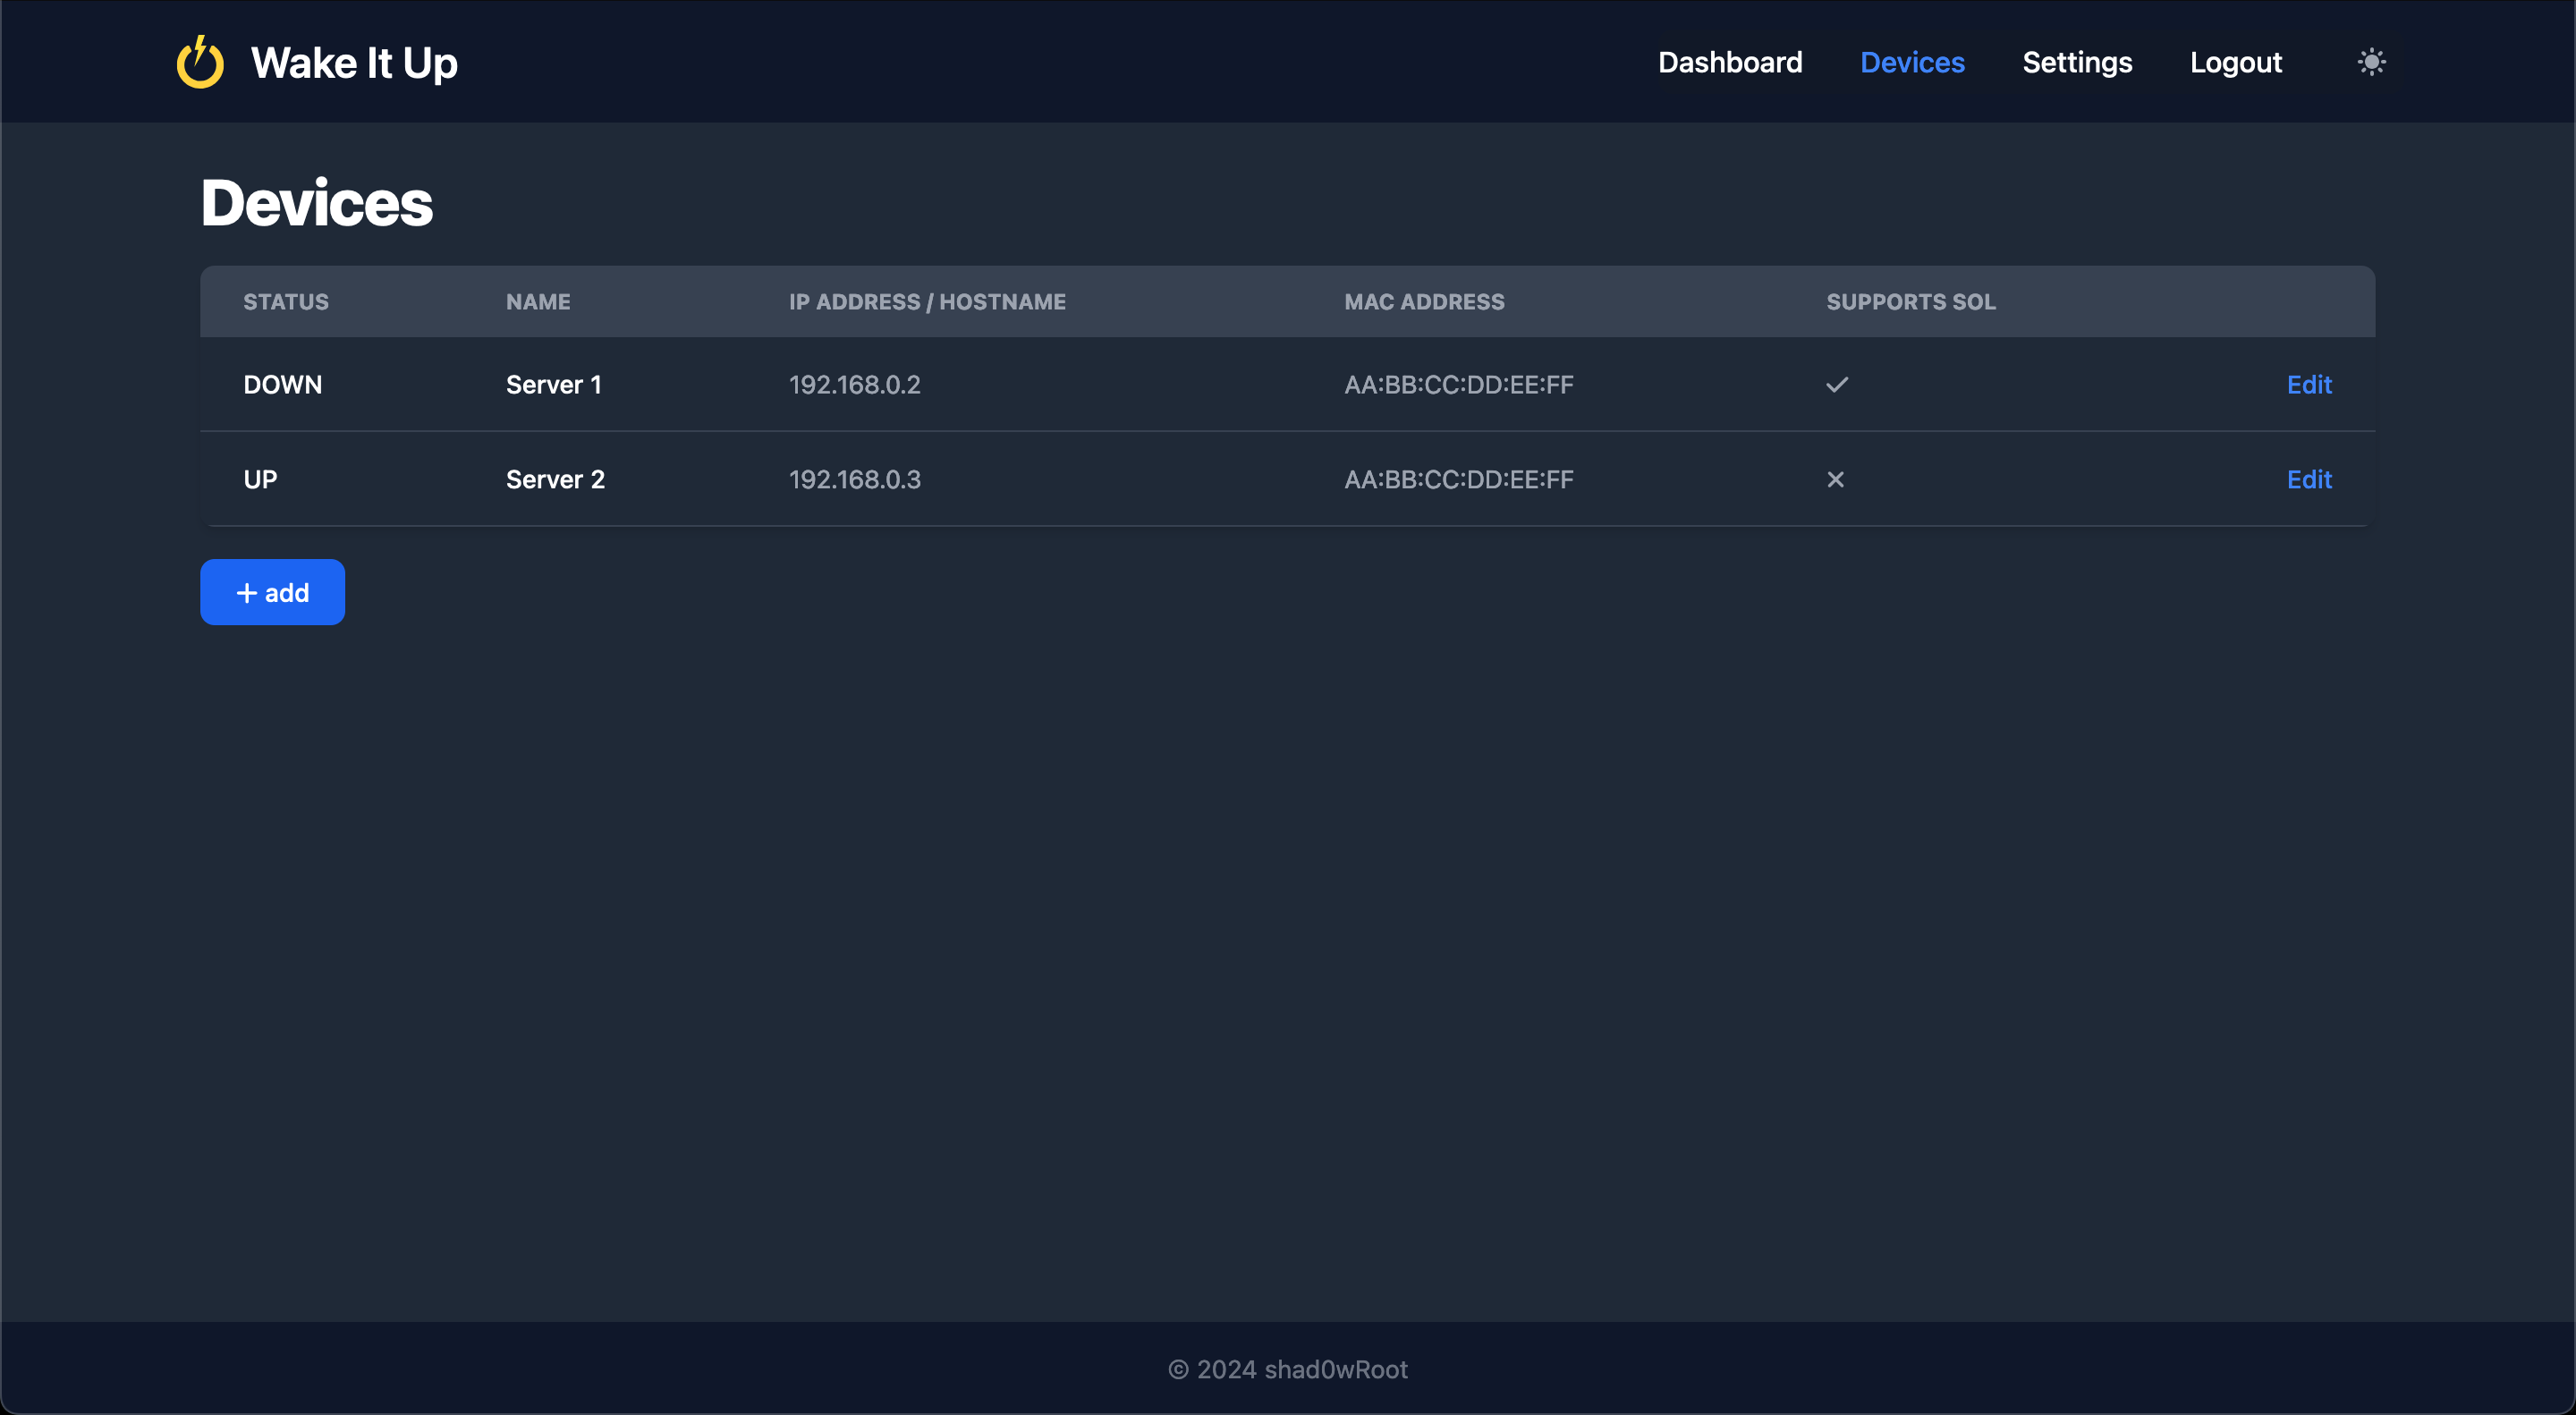 Wake It Up
Dashboard Devices Settings Logout
Devices
STATUS NAME IP ADDRESS / HOSTNAME MAC ADDRESS SUPPORTS SOL
DOWN Server 1 192.168.0.2 AA:BB:CC:DD:EE:FF Edit
UP Server 2 192.168.0.3 AA:BB:CC:DD:EE:FF Edit
+ add
© 2024 shad0wRoot